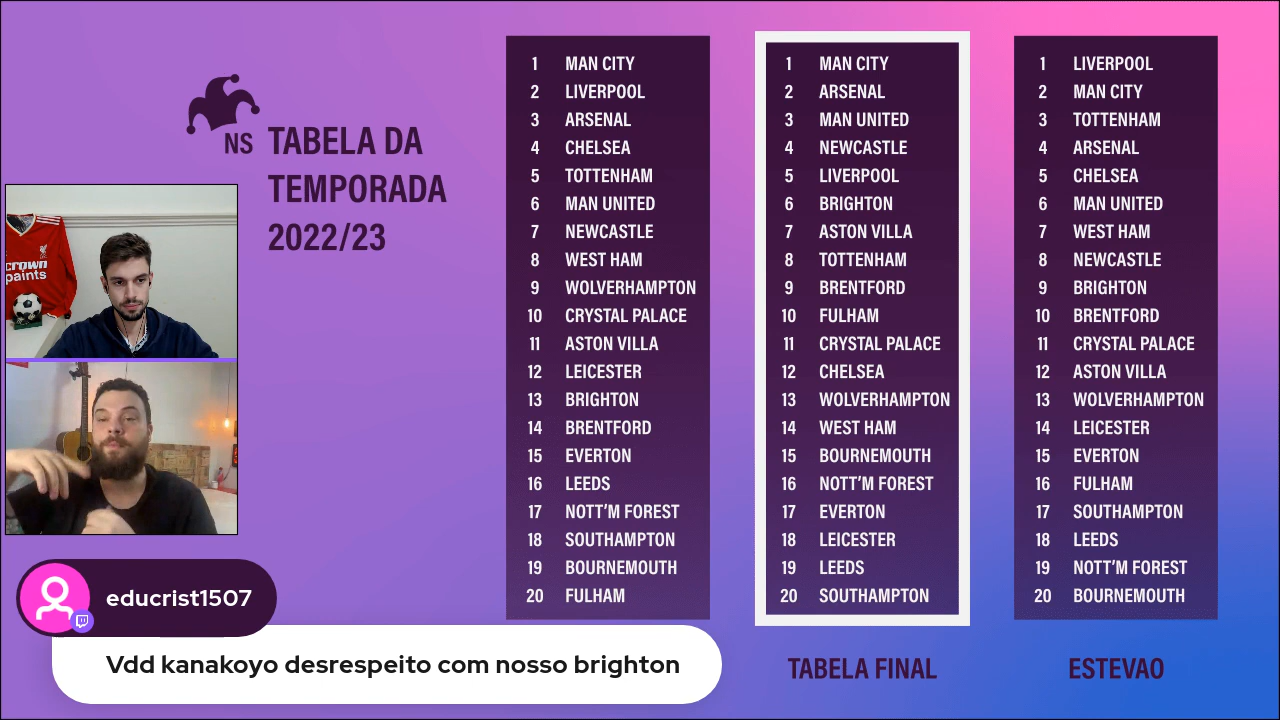 NS
TABELA DA
TEMPORADA
2022/23
crown
paints
1 MAN CITY
2 LIVERPOOL
3 ARSENAL
4 CHELSEA
5 TOTTENHAM
6 MAN UNITED
7 NEWCASTLE
8 WEST HAM
9 WOLVERHAMPTON
10 CRYSTAL PALACE
11 ASTON VILLA
12 LEICESTER
13 BRIGHTON
14 BRENTFORD
15 EVERTON
16 LEEDS
17 NOTT’M FOREST
18 SOUTHAMPTON
19 BOURNEMOUTH
20 FULHAM
1 MAN CITY
2 ARSENAL
3 MAN UNITED
4 NEWCASTLE
5 LIVERPOOL
6 BRIGHTON
7 ASTON VILLA
8 TOTTENHAM
9 BRENTFORD
10 FULHAM
11 CRYSTAL PALACE
12 CHELSEA
13 WOLVERHAMPTON
14 WEST HAM
15 BOURNEMOUTH
16 NOTT’M FOREST
17 EVERTON
18 LEICESTER
19 LEEDS
20 SOUTHAMPTON
TABELA FINAL
1 LIVERPOOL
2 MAN CITY
3 TOTTENHAM
4 ARSENAL
5 CHELSEA
6 MAN UNITED
7 WEST HAM
8 NEWCASTLE
9 BRIGHTON
10 BRENTFORD
11 CRYSTAL PALACE
12 ASTON VILLA
13 WOLVERHAMPTON
14 LEICESTER
15 EVERTON
16 FULHAM
17 SOUTHAMPTON
18 LEEDS
19 NOTT’M FOREST
20 BOURNEMOUTH
ESTEVAO
educrist1507
Vdd kanakoyo desrespeito com nosso brighton